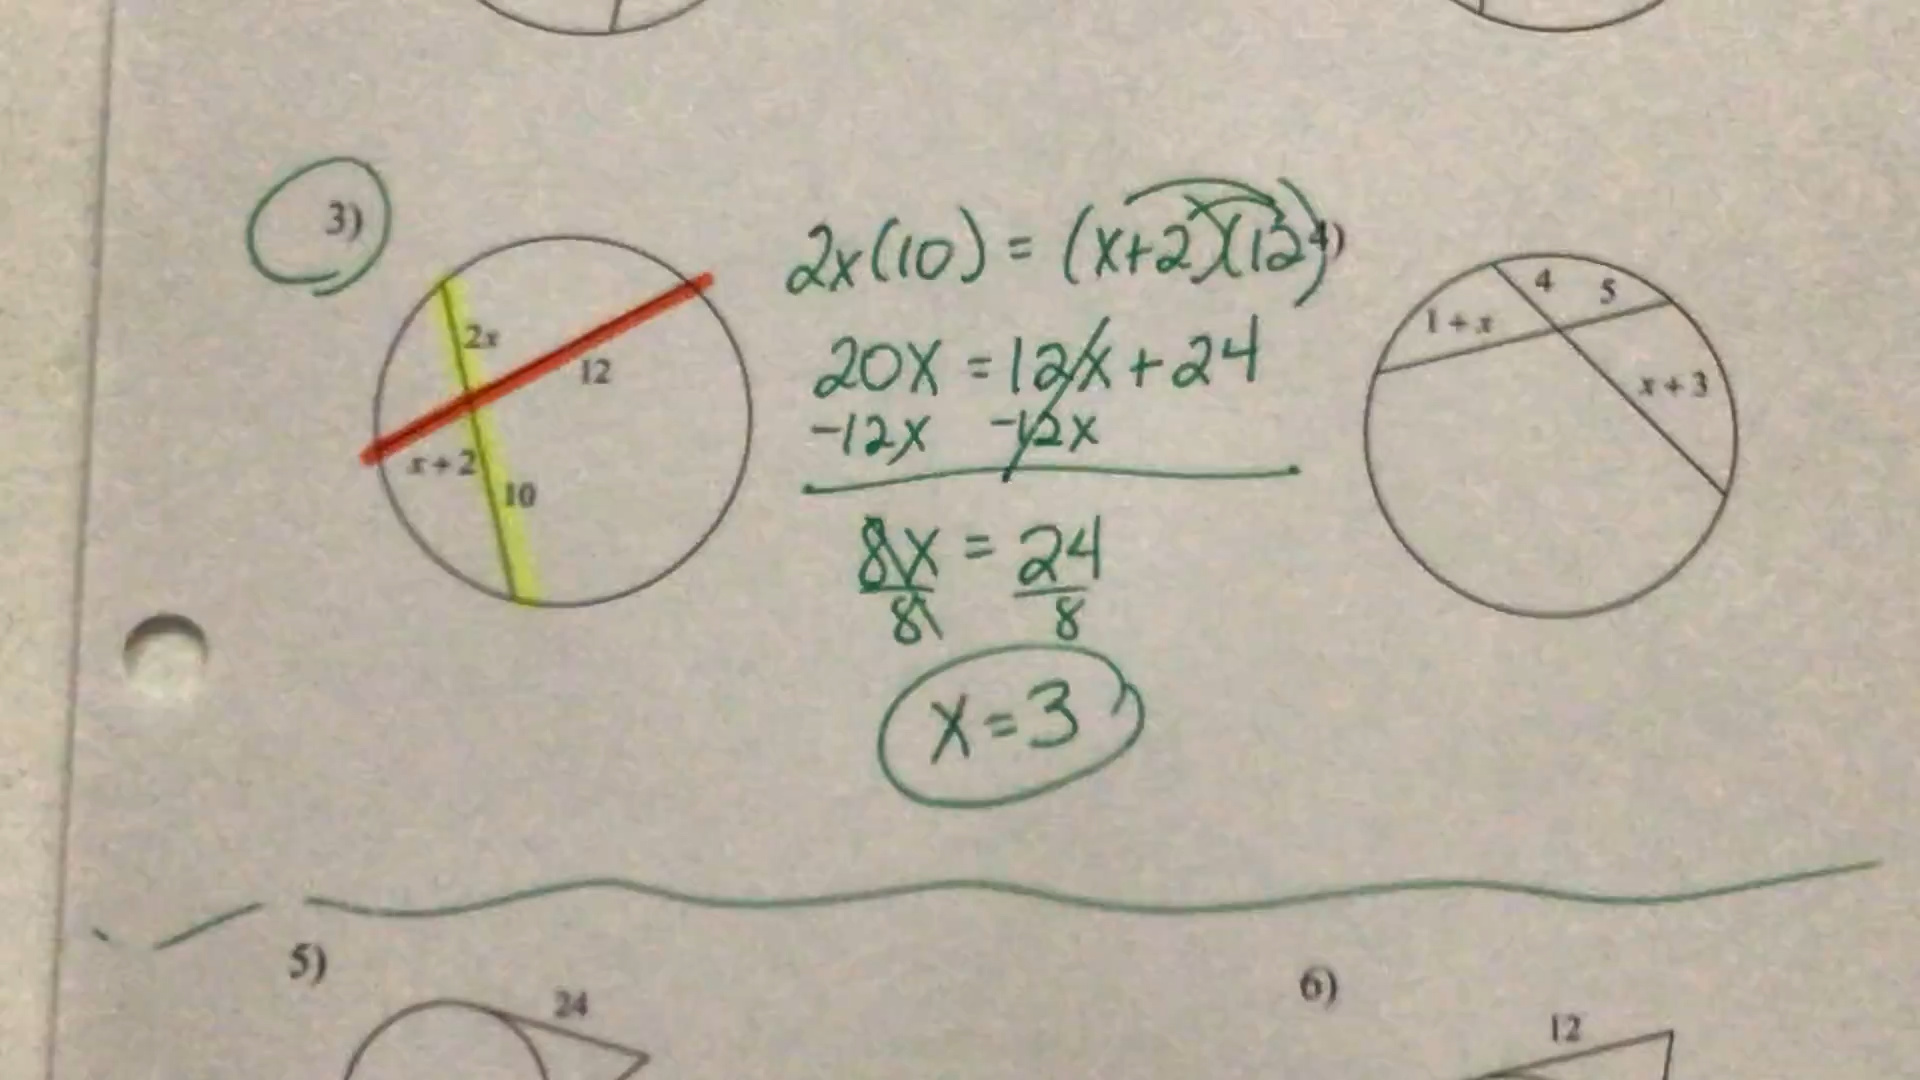 3)
2x
12
x+2
10
2x(10) = (x+2)(12)
20x = 12x + 24
-12x -12x
8x = 24
8 8
x = 3
4)
4
5
1+x
x+3
5)
24
6)
12